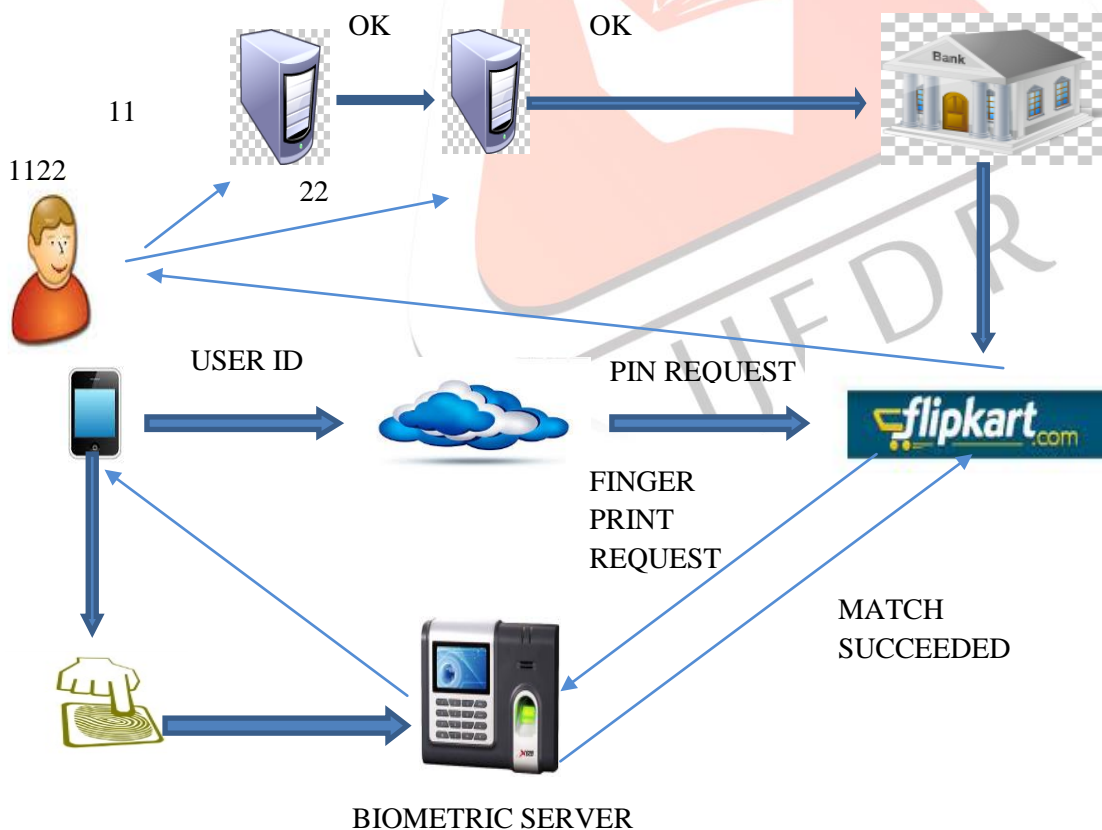 OK
OK
Bank
11
1122
22
USER ID
PIN REQUEST
flipkart.com
FINGER
PRINT
REQUEST
MATCH
SUCCEEDED
BIOMETRIC SERVER
IJFDR